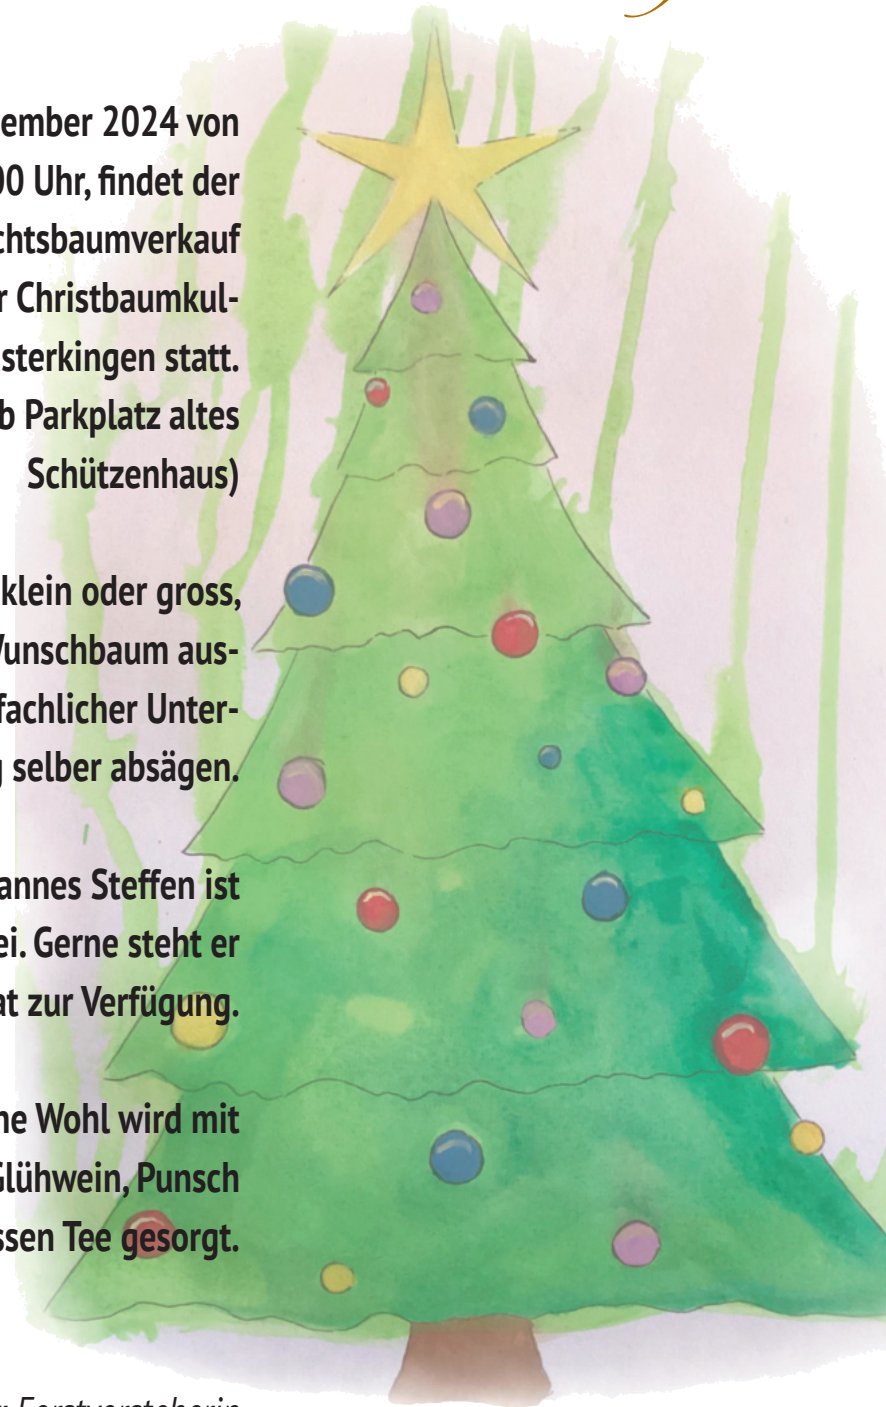 ember 2024 von
00 Uhr, findet der
chtsbaumverkauf
r Christbaumkul-
sterkingen statt.
b Parkplatz altes
Schützenhaus)
klein oder gross,
Wunschbaum aus-
fachlicher Unter-
g selber absägen.
annes Steffen ist
ei. Gerne steht er
at zur Verfügung.
ne Wohl wird mit
Glühwein, Punsch
ssen Tee gesorgt.
r Forstvorsteherin